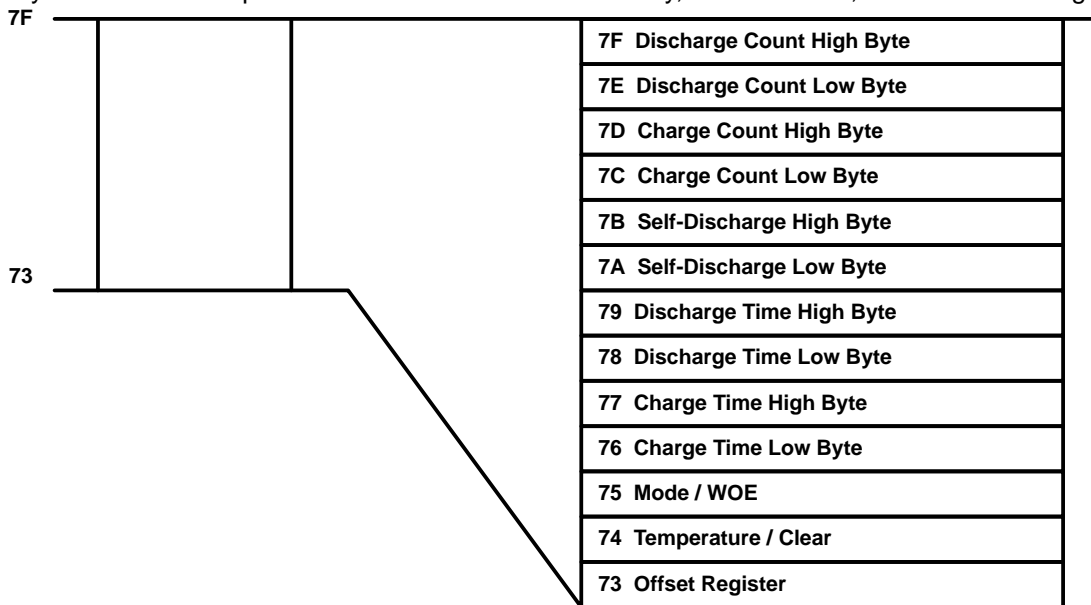 7F
7F Discharge Count High Byte
7E Discharge Count Low Byte
7D Charge Count High Byte
7C Charge Count Low Byte
7B Self-Discharge High Byte
7A Self-Discharge Low Byte
73
79 Discharge Time High Byte
78 Discharge Time Low Byte
77 Charge Time High Byte
76 Charge Time Low Byte
75 Mode / WOE
74 Temperature / Clear
73 Offset Register